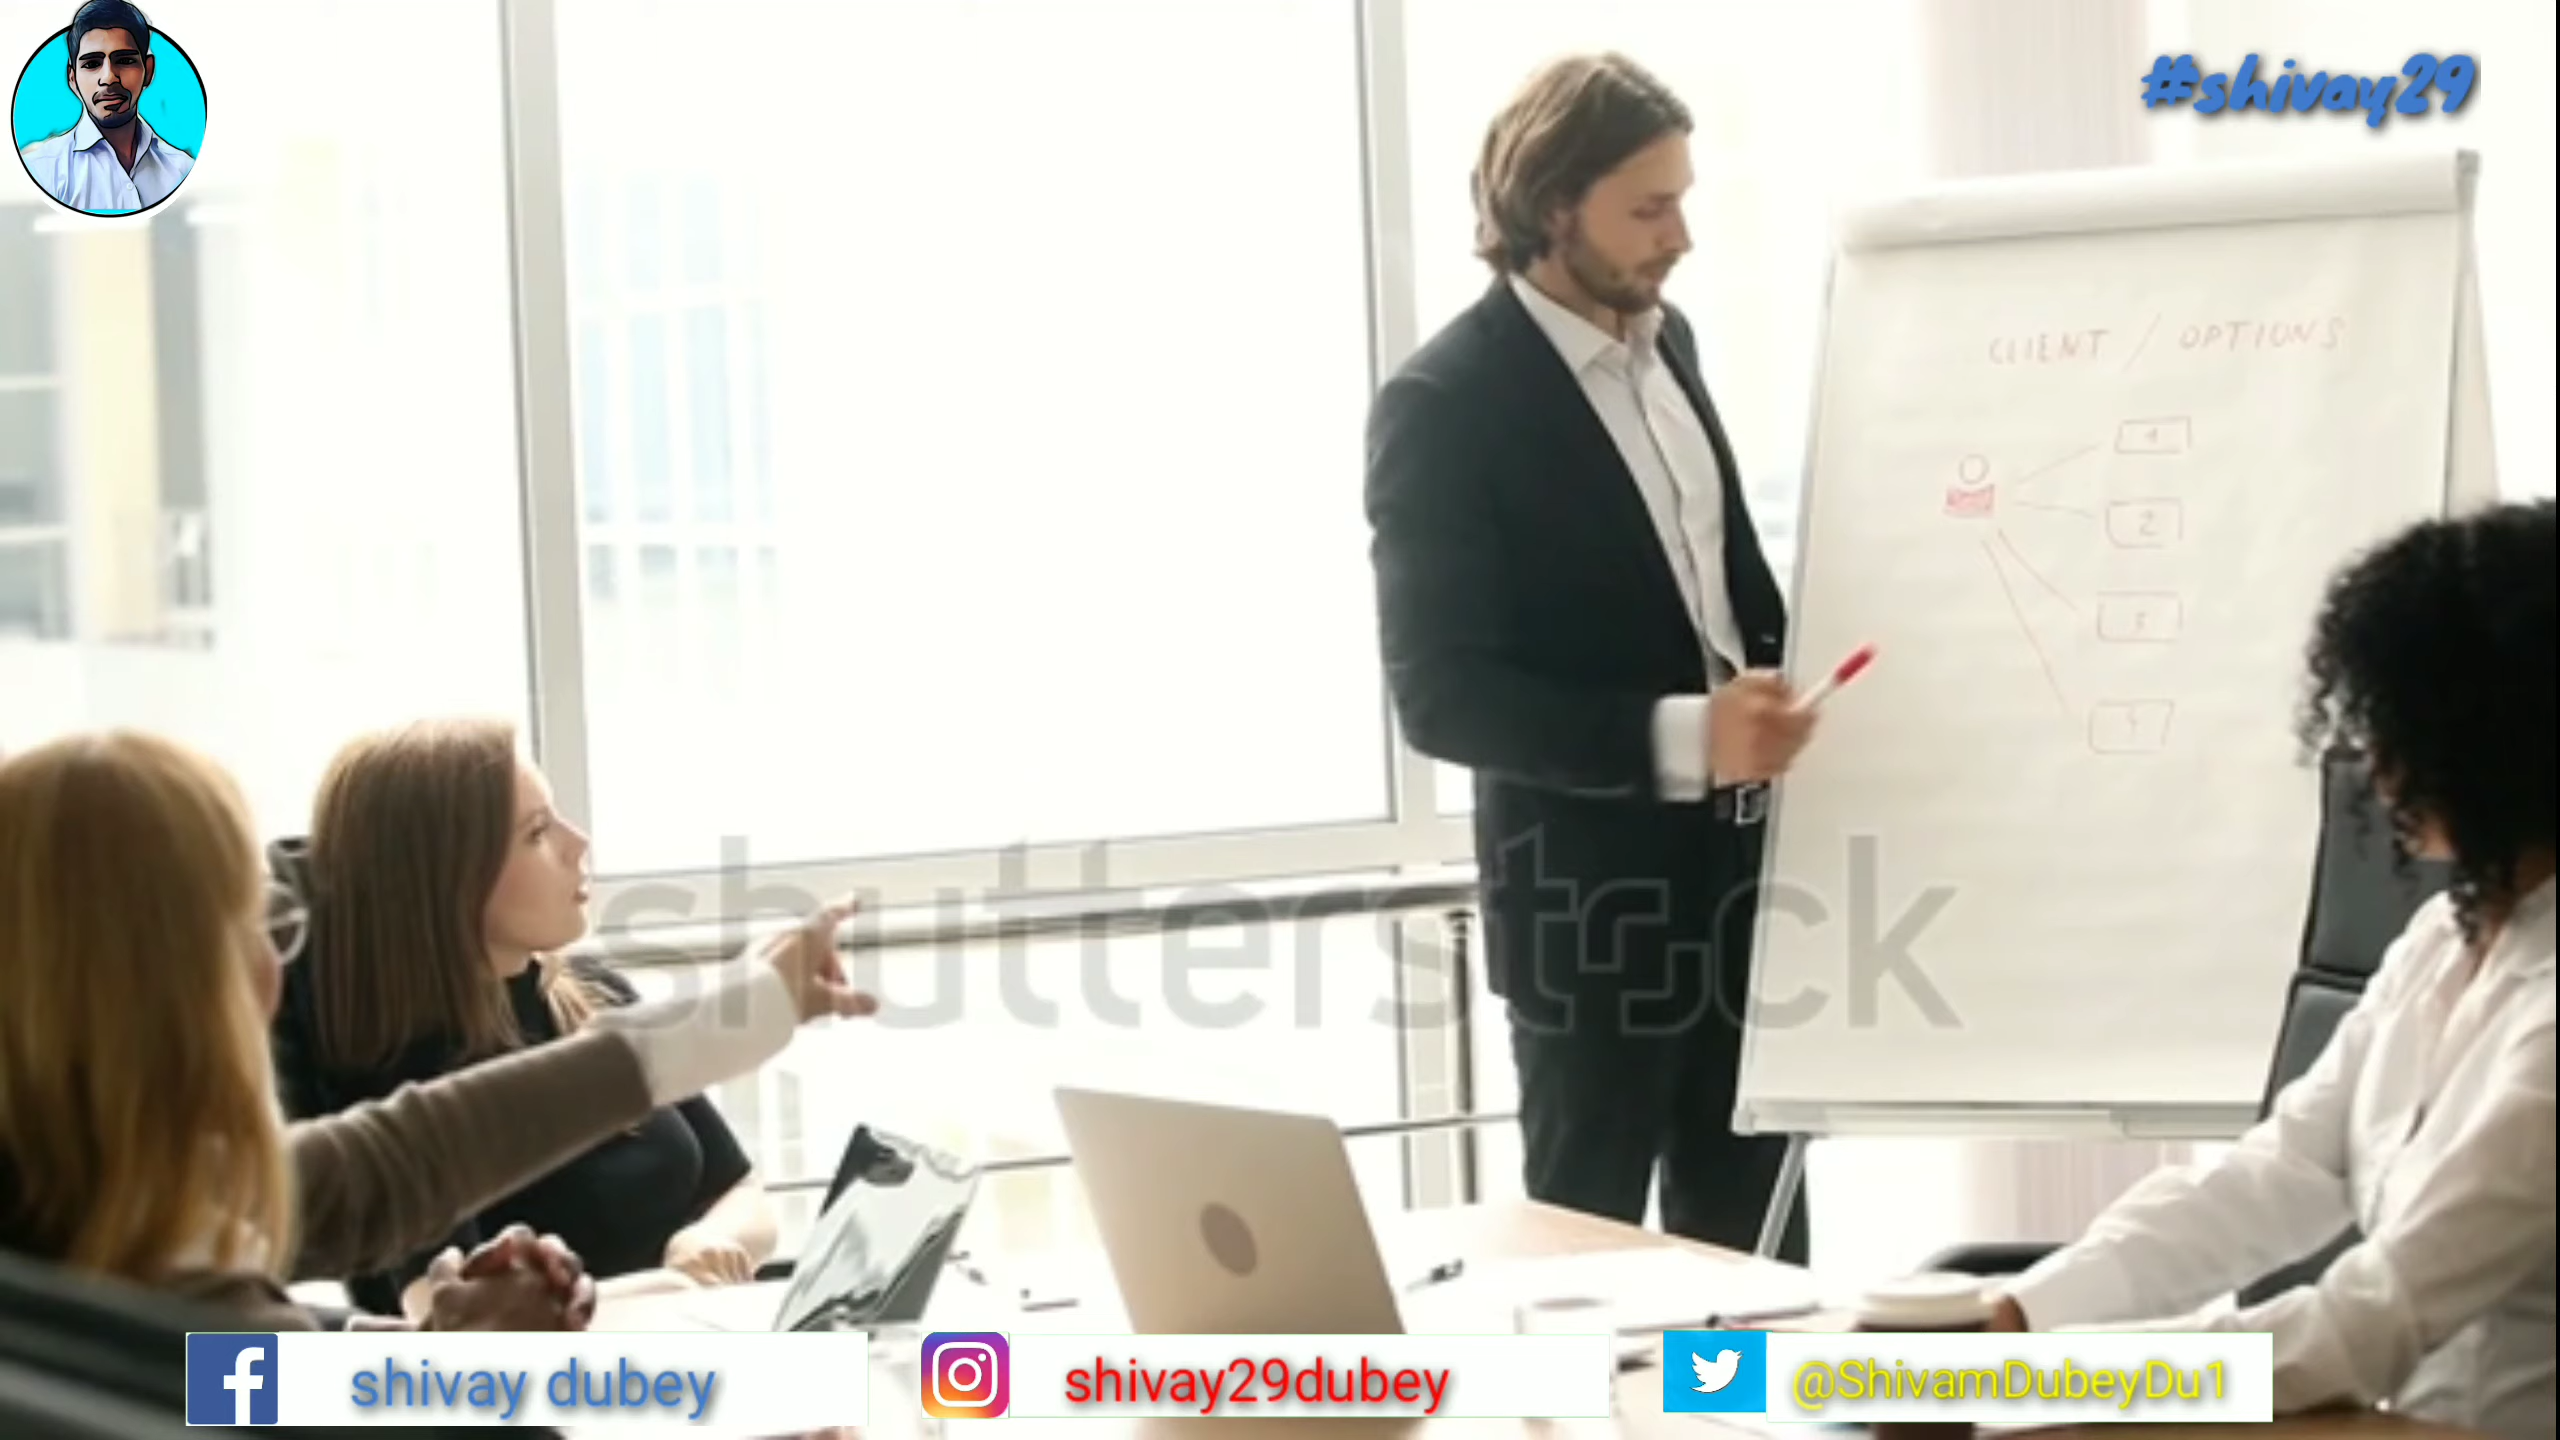 #shivay29
CLIENT / OPTIONS
1
2
shutterstock
shivay dubey
shivay29dubey
@ShivamDubeyDu1